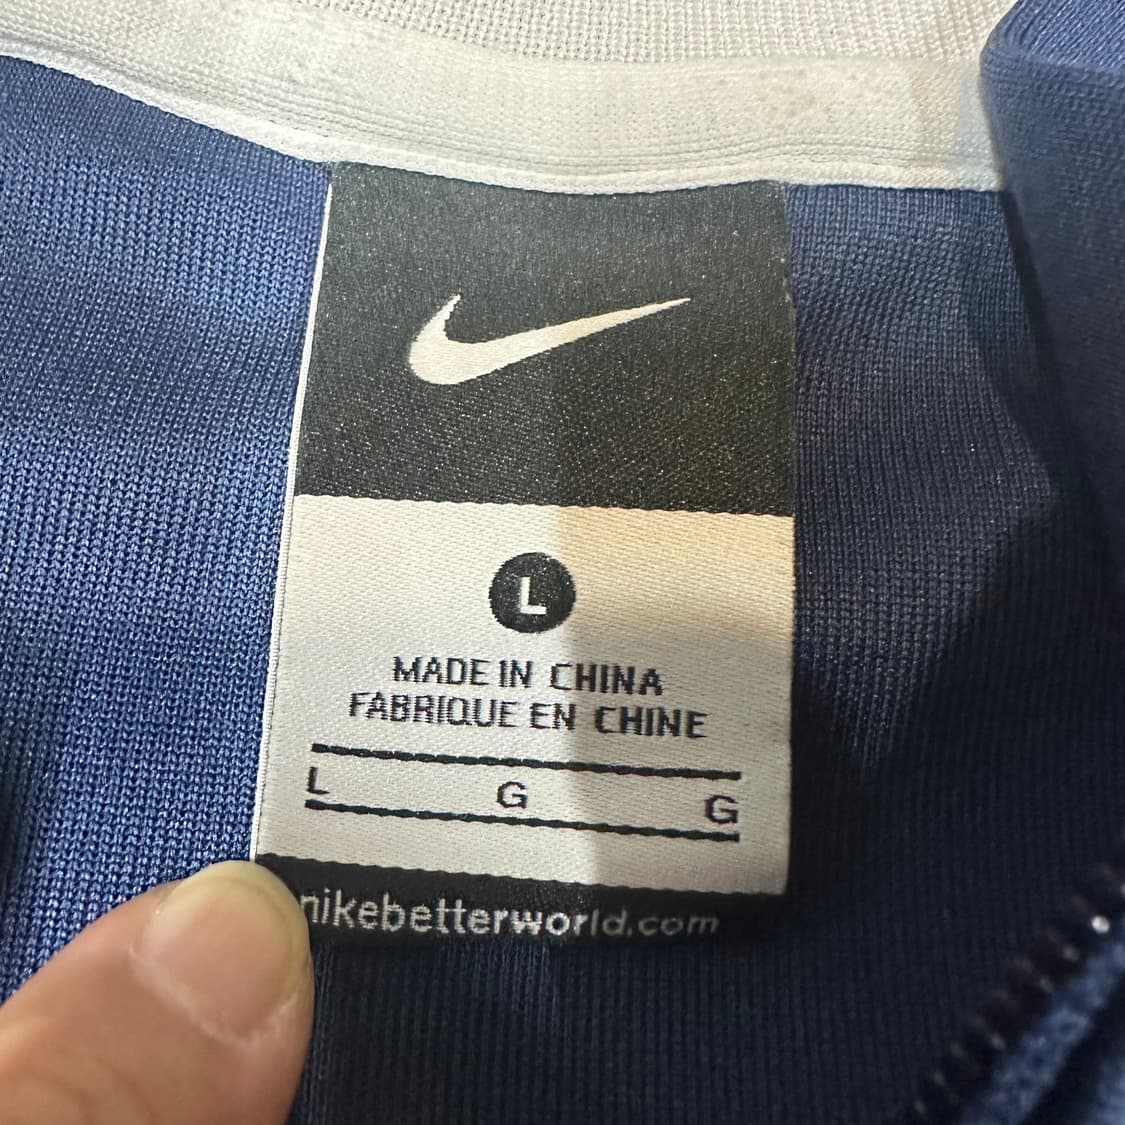 L
MADE IN CHINA
FABRIQUE EN CHINE
L G G
nikebetterworld.com